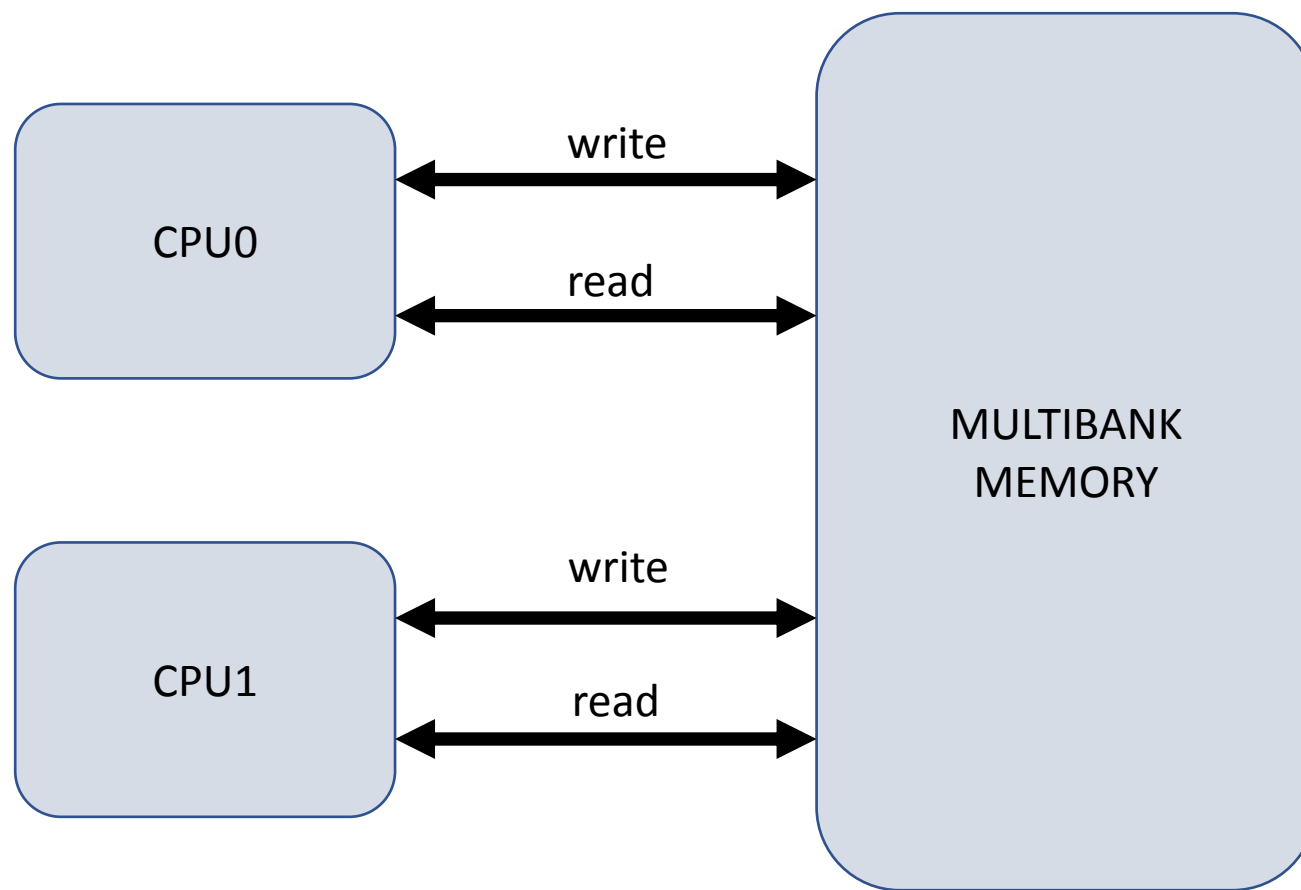 write
CPU0
read
MULTIBANK
MEMORY
write
CPU1
read